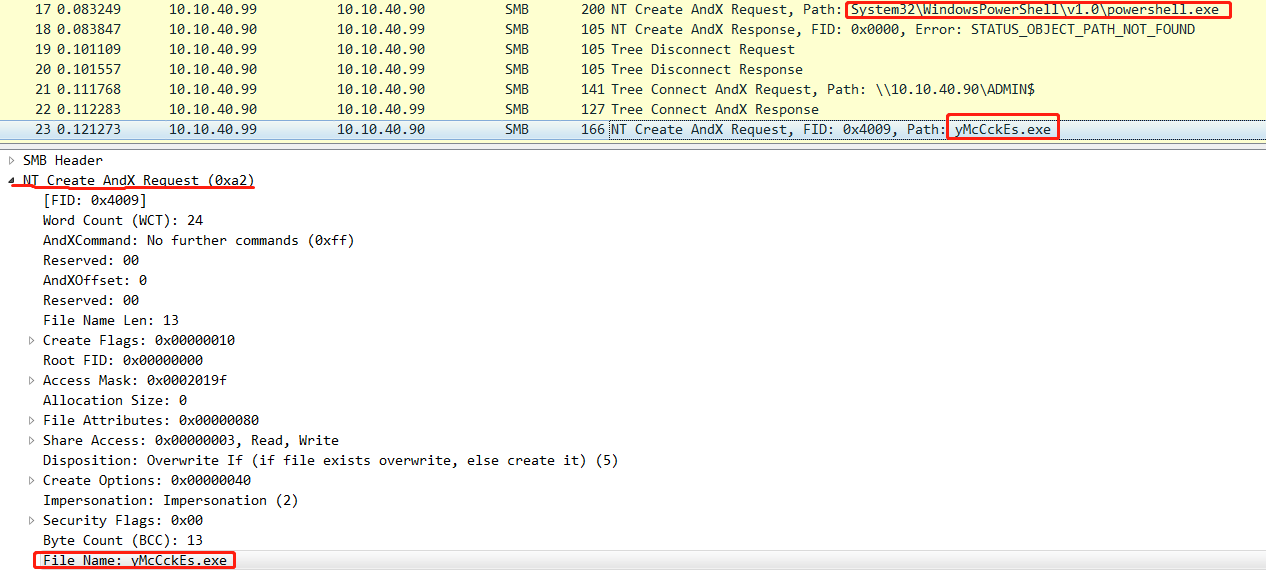 17 0.083249 10.10.40.99 10.10.40.90 SMB 200 NT Create AndX Request, Path: System32\WindowsPowerShell\v1.0\powershell.exe
18 0.083847 10.10.40.90 10.10.40.99 SMB 105 NT Create AndX Response, FID: 0x0000, Error: STATUS_OBJECT_PATH_NOT_FOUND
19 0.101109 10.10.40.99 10.10.40.90 SMB 105 Tree Disconnect Request
20 0.101557 10.10.40.90 10.10.40.99 SMB 105 Tree Disconnect Response
21 0.111768 10.10.40.99 10.10.40.90 SMB 141 Tree Connect AndX Request, Path: \\10.10.40.90\ADMIN$
22 0.112283 10.10.40.90 10.10.40.99 SMB 127 Tree Connect AndX Response
23 0.121273 10.10.40.99 10.10.40.90 SMB 166 NT Create AndX Request, FID: 0x4009, Path: yMcCckEs.exe
SMB Header
NT Create AndX Request (0xa2)
[FID: 0x4009]
Word Count (WCT): 24
AndXCommand: No further commands (0xff)
Reserved: 00
AndXOffset: 0
Reserved: 00
File Name Len: 13
Create Flags: 0x00000010
Root FID: 0x00000000
Access Mask: 0x0002019f
Allocation Size: 0
File Attributes: 0x00000080
Share Access: 0x00000003, Read, Write
Disposition: Overwrite If (if file exists overwrite, else create it) (5)
Create Options: 0x00000040
Impersonation: Impersonation (2)
Security Flags: 0x00
Byte Count (BCC): 13
File Name: yMcCckEs.exe